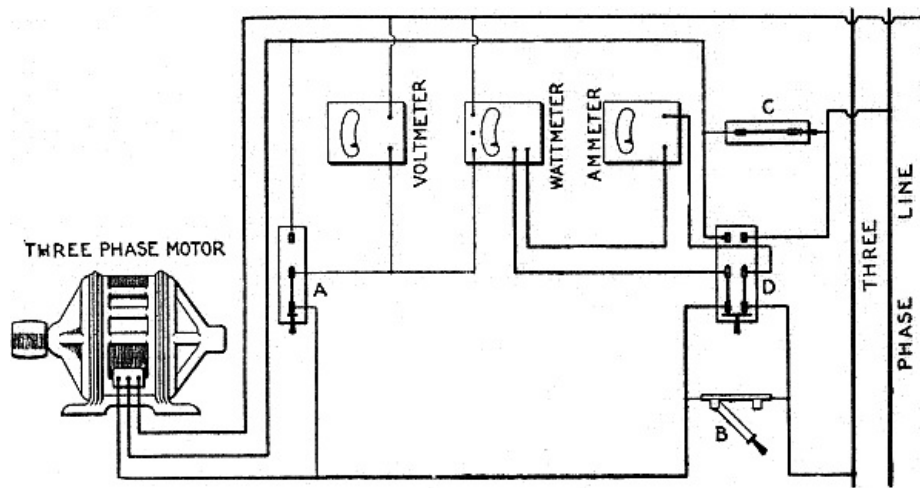 VOLTMETER
WATTMETER
AMMETER
C
THREE PHASE MOTOR
A
D
B
THREE
PHASE LINE